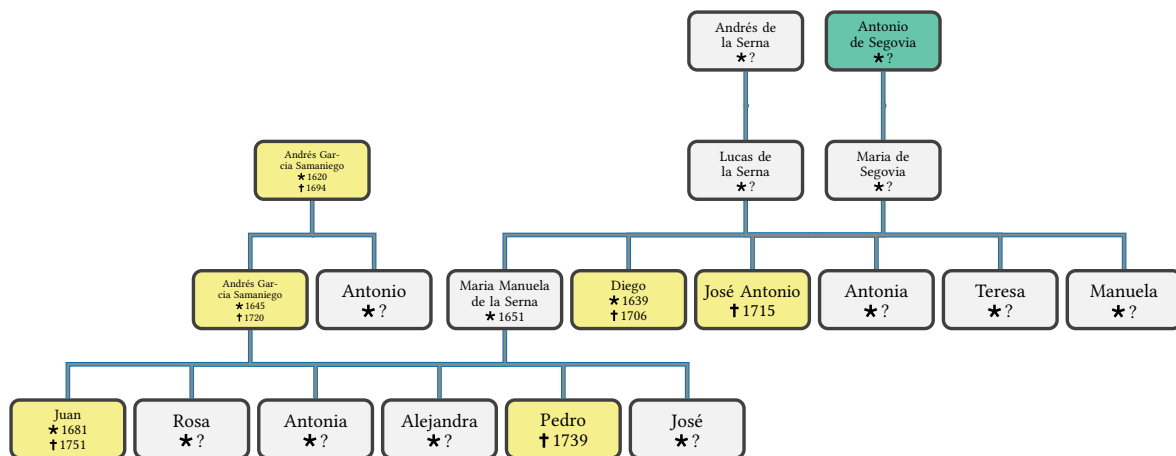 Andrés de
la Serna
★ ?
Antonio
de Segovia
★ ?
Andrés Gar-
cia Samaniego
★ 1620
✝ 1694
Lucas de
la Serna
★ ?
Maria de
Segovia
★ ?
Andrés Gar-
cia Samaniego
★ 1645
✝ 1720
Antonio
★ ?
Maria Manuela
de la Serna
★ 1651
Diego
★ 1639
✝ 1706
José Antonio
✝ 1715
Antonia
★ ?
Teresa
★ ?
Manuela
★ ?
Juan
★ 1681
✝ 1751
Rosa
★ ?
Antonia
★ ?
Alejandra
★ ?
Pedro
✝ 1739
José
★ ?